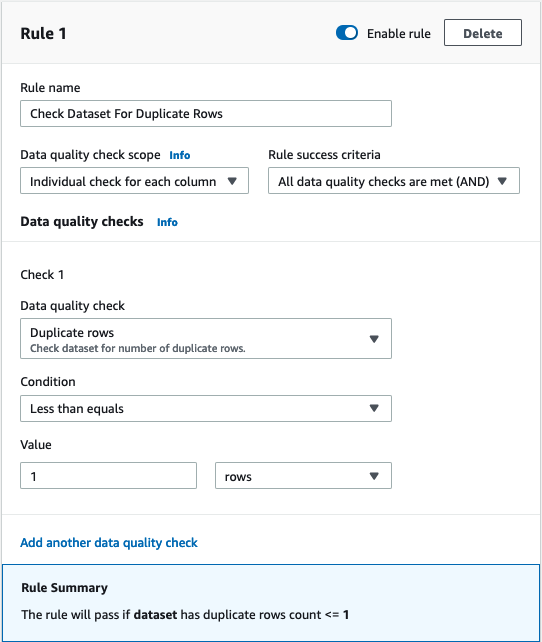 Rule 1
Enable rule
Delete
Rule name
Check Dataset For Duplicate Rows
Data quality check scope Info
Rule success criteria
Individual check for each column
All data quality checks are met (AND)
Data quality checks Info
Check 1
Data quality check
Duplicate rows
Check dataset for number of duplicate rows.
Condition
Less than equals
Value
1
rows
Add another data quality check
Rule Summary
The rule will pass if dataset has duplicate rows count <= 1